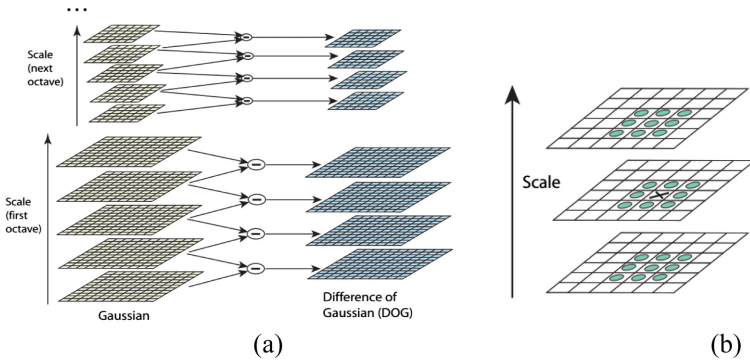 ...
Scale
(next
octave)
Scale
(first
octave)
Gaussian
Difference of
Gaussian (DOG)
(a)
Scale
(b)